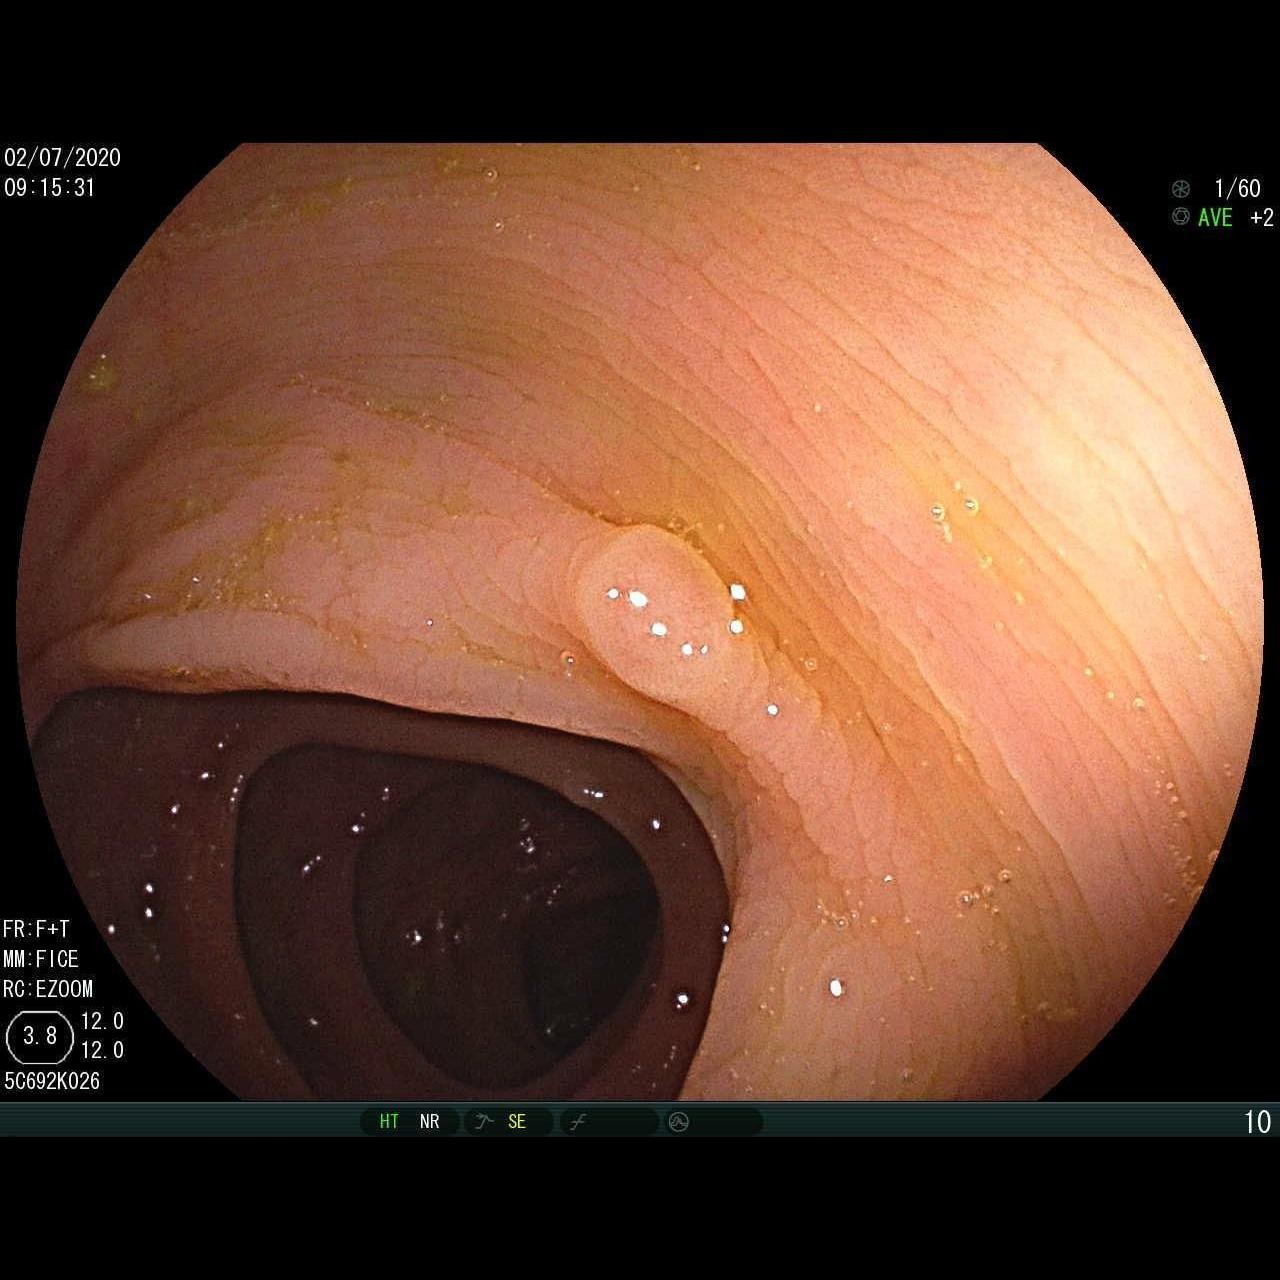 02/07/2020
09:15:31
1/60
AVE +2
FR:F+T
MM:FICE
RC:EZOOM
3.8
12.0
12.0
5C692K026
HT NR SE
10